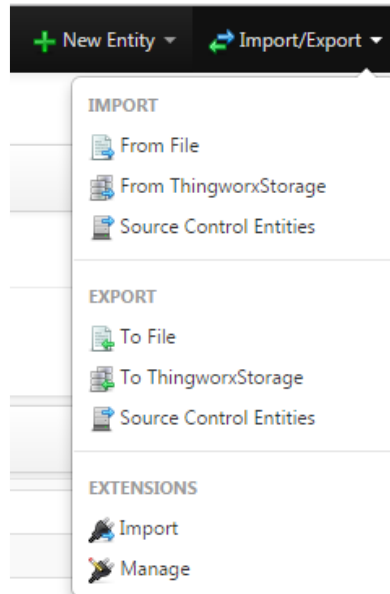 New Entity Import/Export
IMPORT
From File
From ThingworxStorage
Source Control Entities
EXPORT
To File
To ThingworxStorage
Source Control Entities
EXTENSIONS
Import
Manage